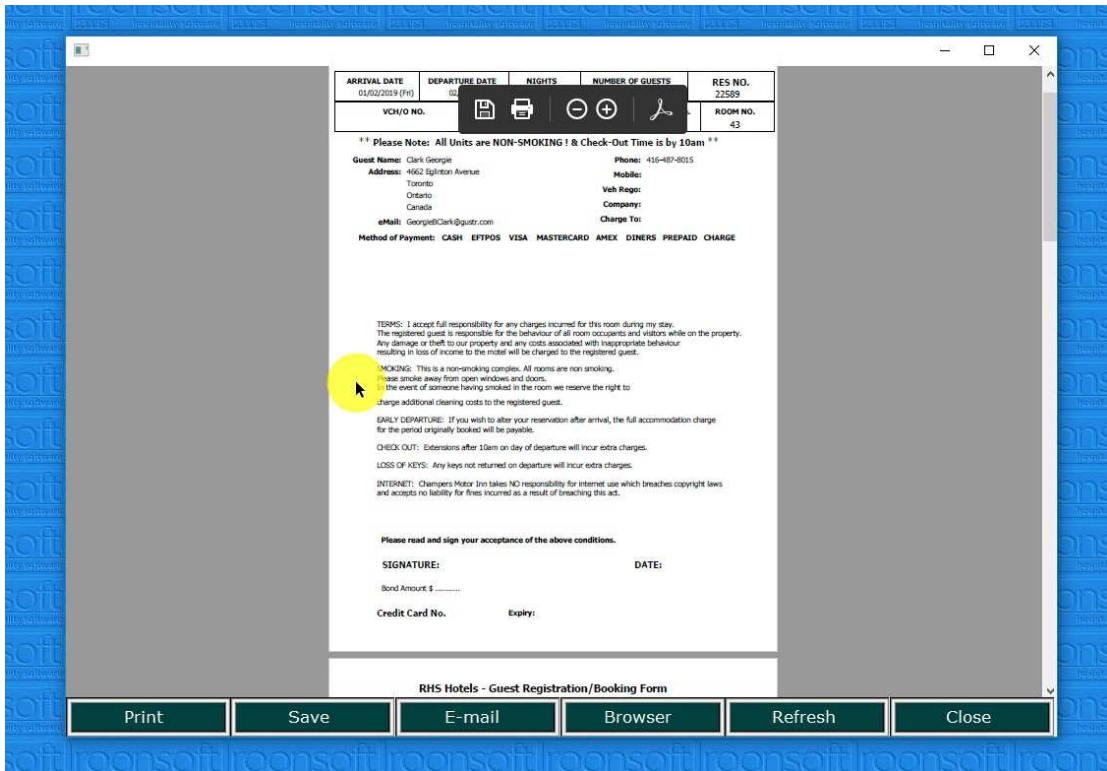 ARRIVAL DATE DEPARTURE DATE NIGHTS NUMBER OF GUESTS RES NO.
01/02/2019 (Fri) 02 22589
VCH/O NO. ROOM NO.
43
** Please Note: All Units are NON-SMOKING ! & Check-Out Time is by 10am **
Guest Name: Clark Georgie Phone: 416-487-8015
Address: 4662 Eglinton Avenue Mobile:
Toronto
Ontario Veh Rego:
Canada Company:
eMail: GeorgieBClark@gustr.com Charge To:
Method of Payment: CASH EFTPOS VISA MASTERCARD AMEX DINERS PREPAID CHARGE
TERMS: I accept full responsibility for any charges incurred for this room during my stay.
The registered guest is responsible for the behaviour of all room occupants and visitors while on the property.
Any damage or theft to our property and any costs associated with inappropriate behaviour
resulting in loss of income to the motel will be charged to the registered guest.
SMOKING: This is a non-smoking complex. All rooms are non smoking.
Please smoke away from open windows and doors.
In the event of someone having smoked in the room we reserve the right to
charge additional cleaning costs to the registered guest.
EARLY DEPARTURE: If you wish to alter your reservation after arrival, the full accommodation charge
for the period originally booked will be payable.
CHECK OUT: Extensions after 10am on day of departure will incur extra charges.
LOSS OF KEYS: Any keys not returned on departure will incur extra charges.
INTERNET: Champers Motor Inn takes NO responsibility for internet use which breaches copyright laws
and accepts no liability for fines incurred as a result of breaching this act.
Please read and sign your acceptance of the above conditions.
SIGNATURE: DATE:
Bond Amount $ ...........
Credit Card No. Expiry:
RHS Hotels - Guest Registration/Booking Form
Print Save E-mail Browser Refresh Close